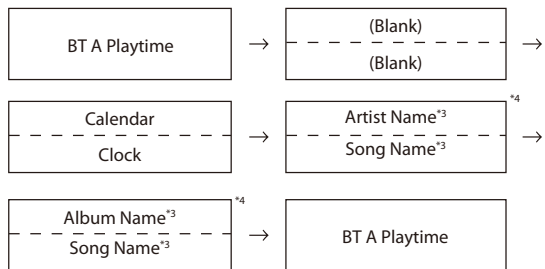 BT A Playtime
(Blank)
(Blank)
Calendar
Clock
Artist Name*3
*4
Song Name*3
Album Name*3
*4
Song Name*3
BT A Playtime